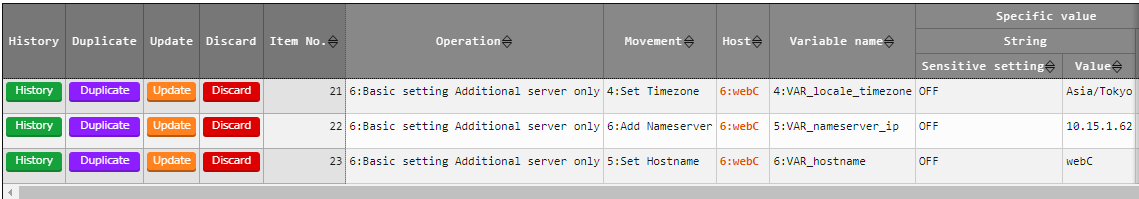 Specific value
History Duplicate Update Discard Item No. Operation Movement Host Variable name String
Sensitive setting Value
History Duplicate Update Discard 21 6:Basic setting Additional server only 4:Set Timezone 6:webC 4:VAR_locale_timezone OFF Asia/Tokyo
History Duplicate Update Discard 22 6:Basic setting Additional server only 6:Add Nameserver 6:webC 5:VAR_nameserver_ip OFF 10.15.1.62
History Duplicate Update Discard 23 6:Basic setting Additional server only 5:Set Hostname 6:webC 6:VAR_hostname OFF webC